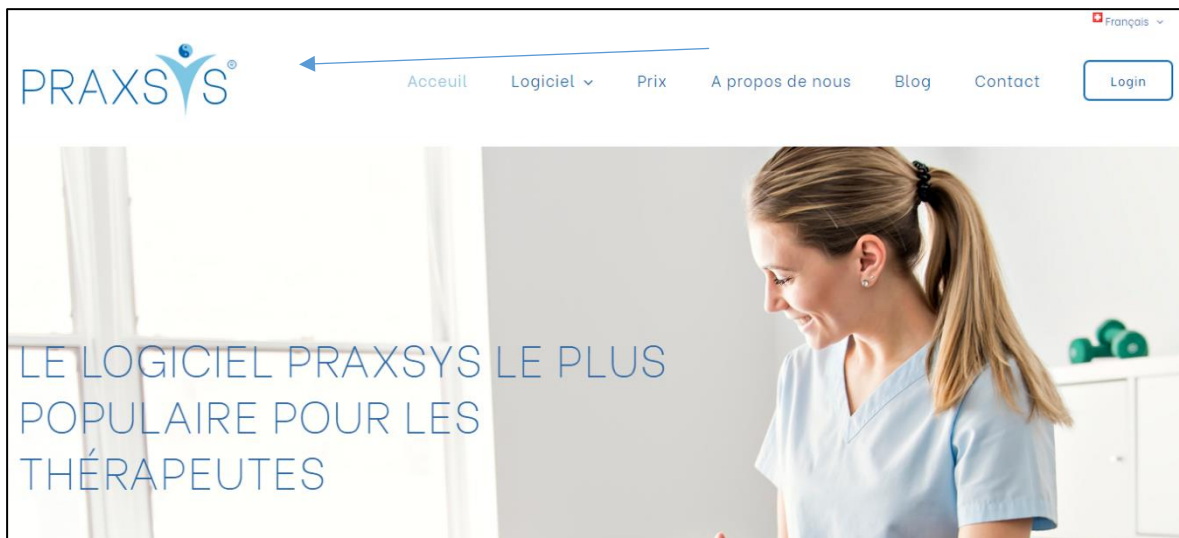 Français
PRAXSYS®
Acceuil Logiciel Prix A propos de nous Blog Contact Login
LE LOGICIEL PRAXSYS LE PLUS
POPULAIRE POUR LES
THÉRAPEUTES